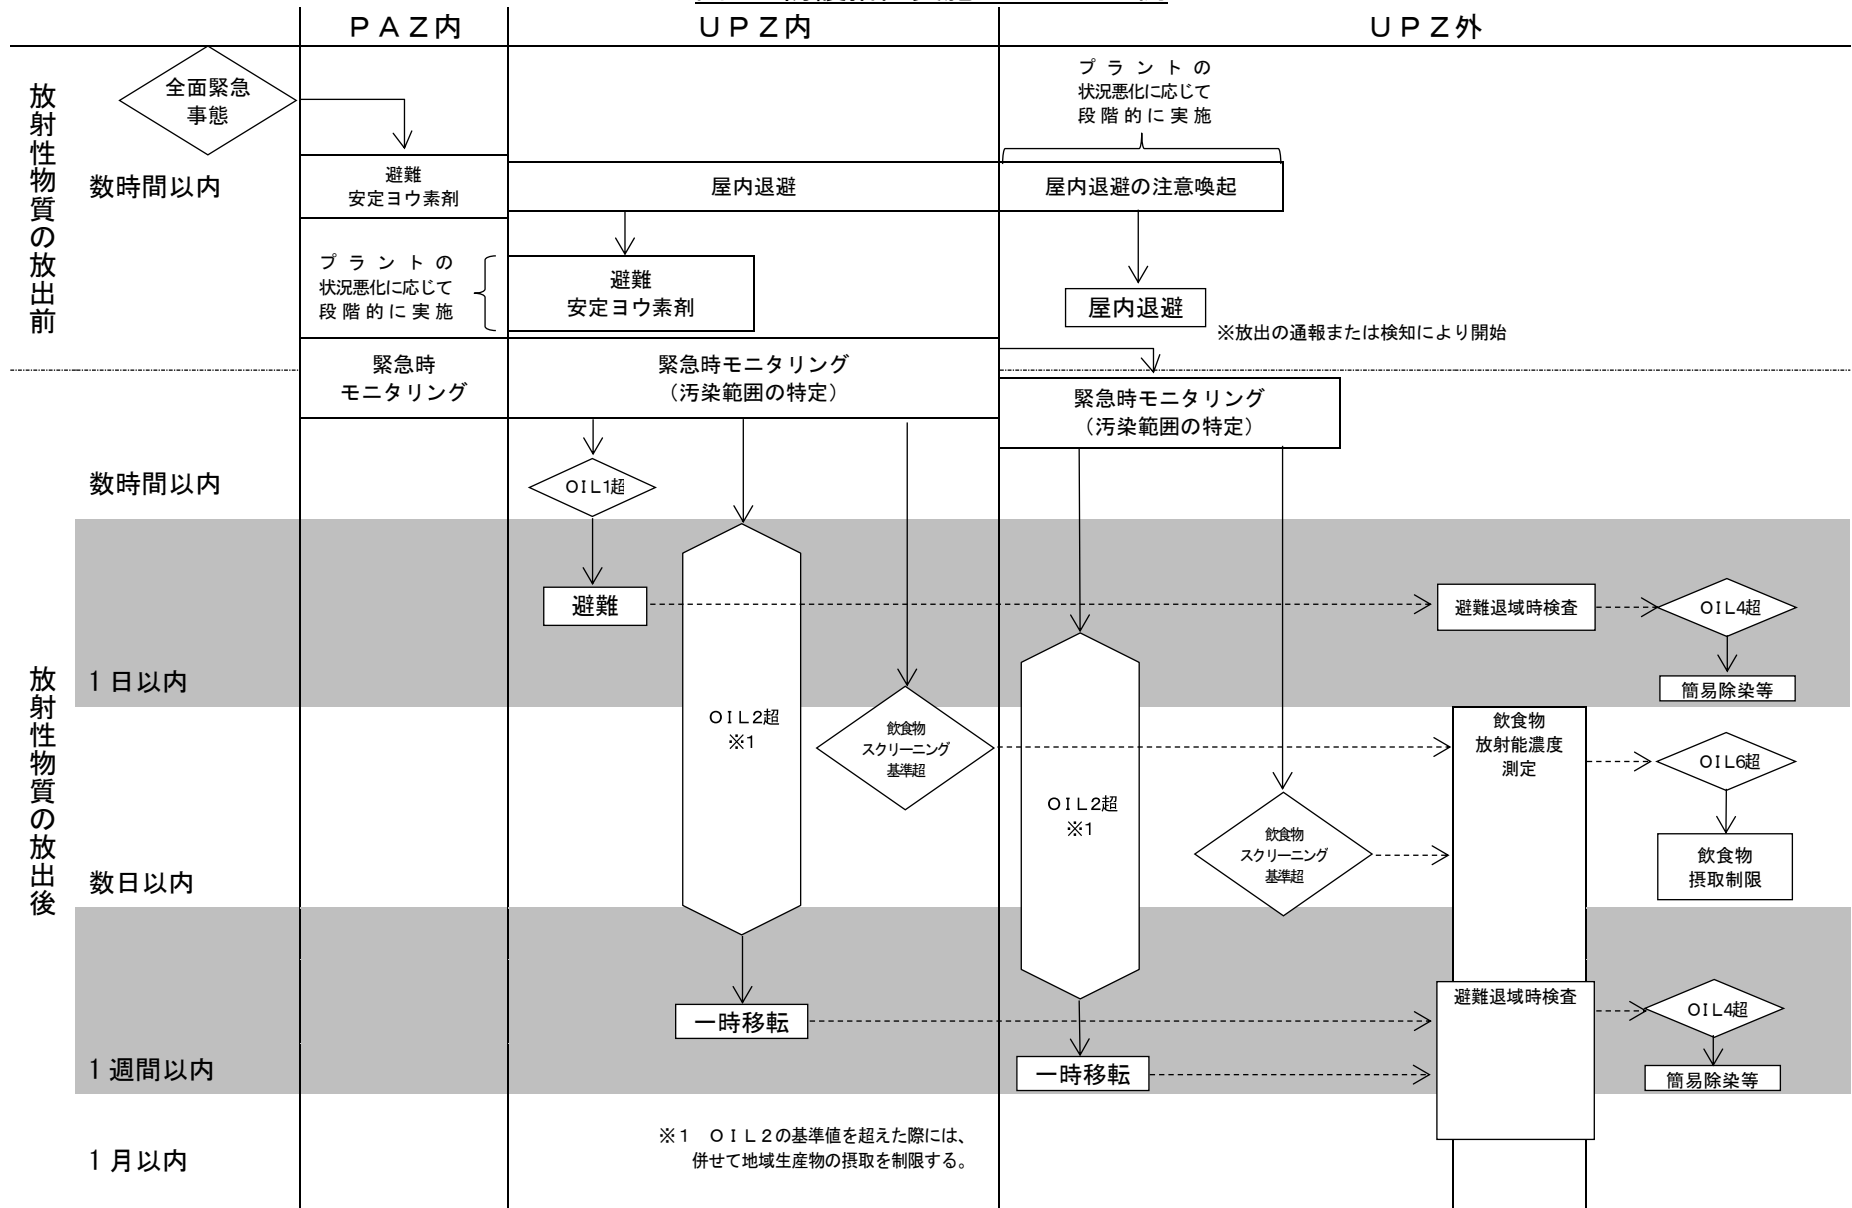 ＰＡＺ内
ＵＰＺ内
ＵＰＺ外
放射性物質の放出前
全面緊急
事態
プラントの
状況悪化に応じて
段階的に実施
数時間以内
避難
安定ヨウ素剤
屋内退避
屋内退避の注意喚起
プラントの
状況悪化に応じて
段階的に実施
避難
安定ヨウ素剤
屋内退避
※放出の通報または検知により開始
緊急時
モニタリング
緊急時モニタリング
（汚染範囲の特定）
緊急時モニタリング
（汚染範囲の特定）
放射性物質の放出後
数時間以内
ＯＩＬ1超
避難
避難退域時検査
ＯＩＬ4超
1日以内
簡易除染等
ＯＩＬ2超
※1
飲食物
スクリーニング
基準超
飲食物
放射能濃度
測定
ＯＩＬ6超
ＯＩＬ2超
※1
飲食物
スクリーニング
基準超
飲食物
摂取制限
数日以内
避難退域時検査
ＯＩＬ4超
一時移転
1週間以内
一時移転
簡易除染等
※１　ＯＩＬ２の基準値を超えた際には、
併せて地域生産物の摂取を制限する。
1月以内